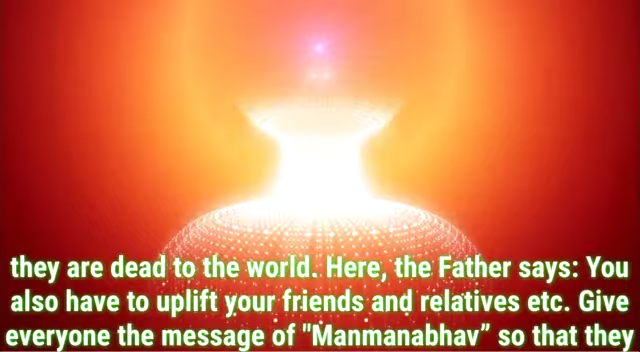 they are dead to the world. Here, the Father says: You
also have to uplift your friends and relatives etc. Give
everyone the message of "Manmanabhav” so that they